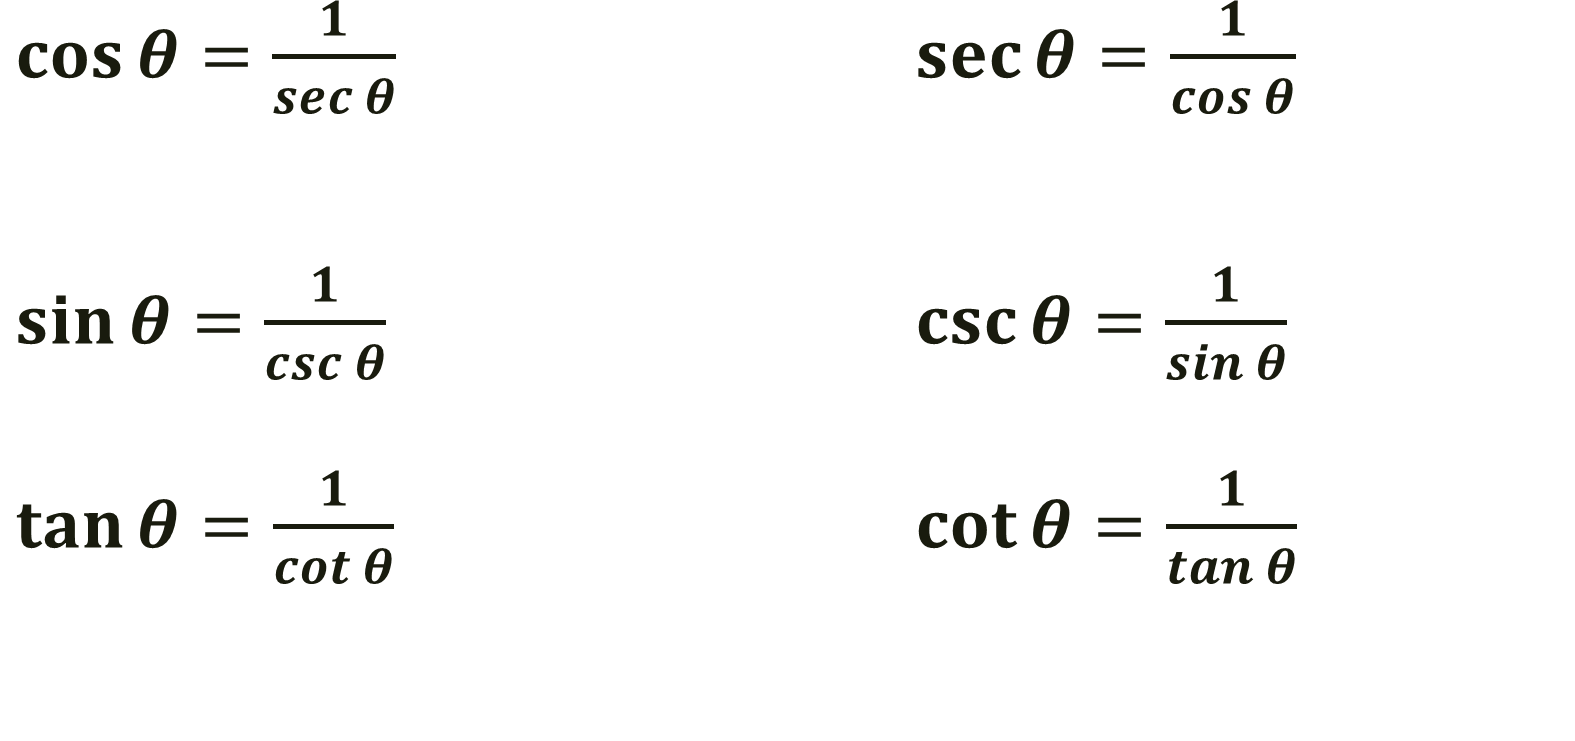 cos θ = 1/sec θ
sec θ = 1/cos θ
sin θ = 1/csc θ
csc θ = 1/sin θ
tan θ = 1/cot θ
cot θ = 1/tan θ